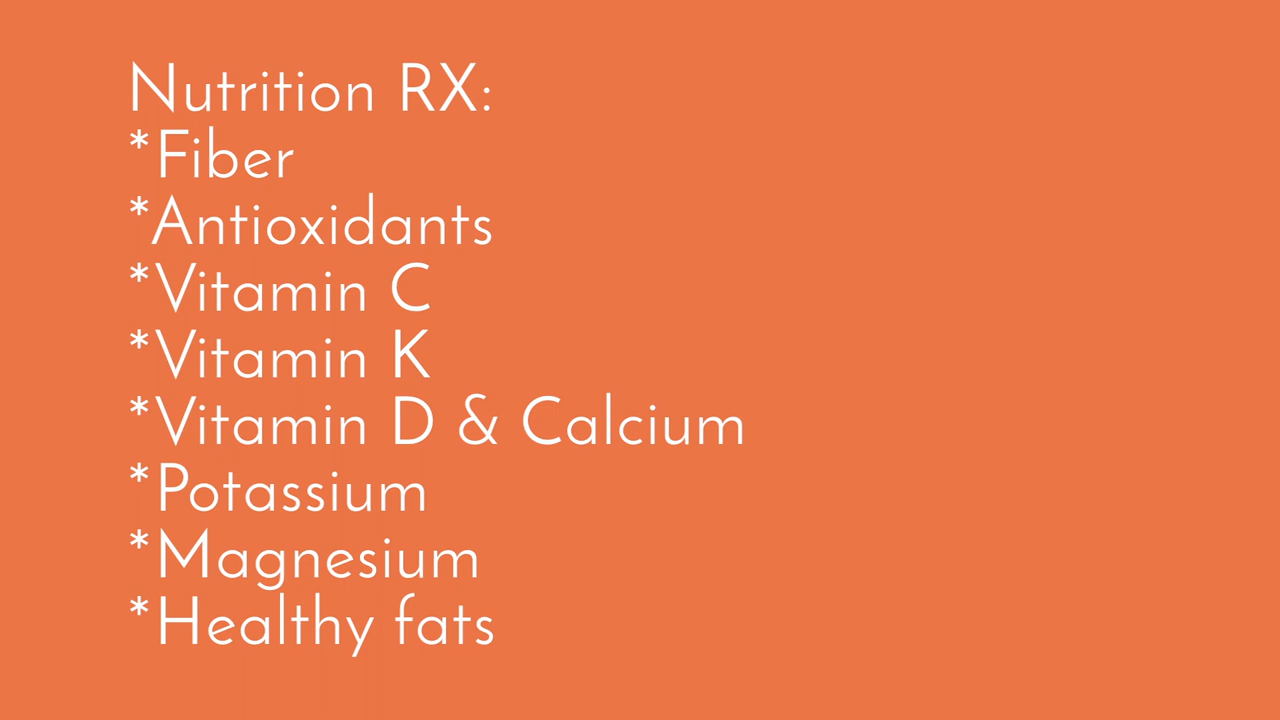 Nutrition RX:
*Fiber
*Antioxidants
*Vitamin C
*Vitamin K
*Vitamin D & Calcium
*Potassium
*Magnesium
*Healthy fats